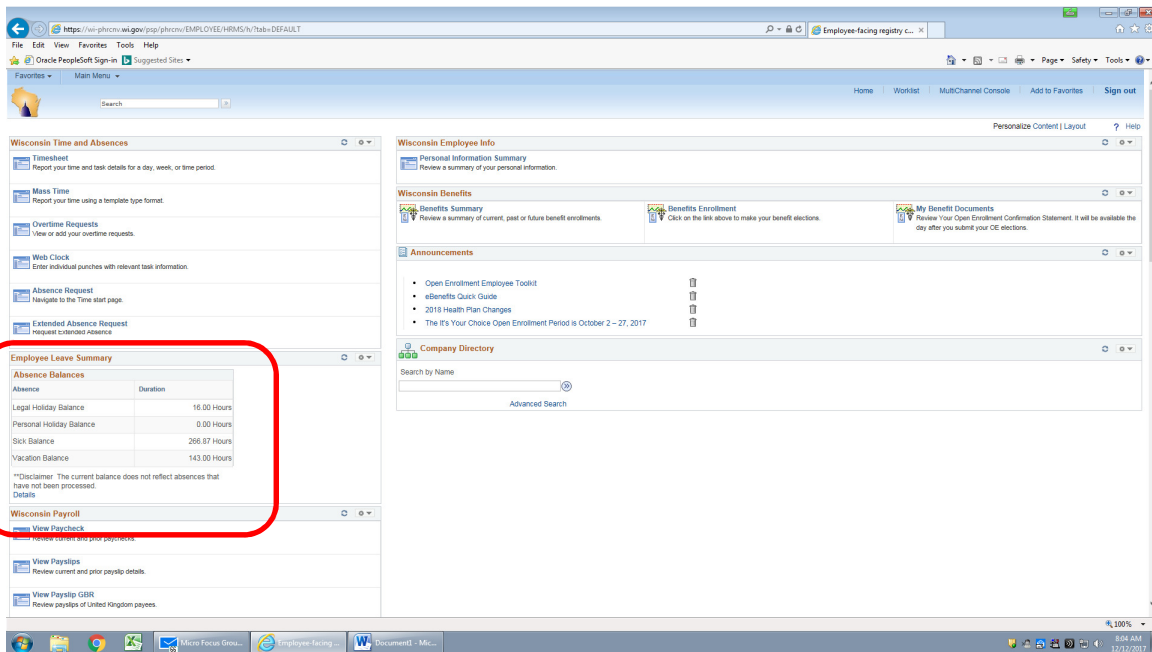 https://wi-phrcnv.wi.gov/psp/phrcnv/EMPLOYEE/HRMS/h/?tab=DEFAULT
Employee-facing registry c...
File Edit View Favorites Tools Help
Oracle PeopleSoft Sign-in Suggested Sites
Page Safety Tools
Favorites Main Menu
Home Worklist MultiChannel Console Add to Favorites Sign out
Search
Personalize Content | Layout ? Help
Wisconsin Time and Absences
Timesheet
Report your time and task details for a day, week, or time period.
Mass Time
Report your time using a template type format.
Overtime Requests
View or add your overtime requests.
Web Clock
Enter individual punches with relevant task information.
Absence Request
Navigate to the Time start page.
Extended Absence Request
Request Extended Absence
Employee Leave Summary
Absence Balances
Absence Duration
Legal Holiday Balance 16.00 Hours
Personal Holiday Balance 0.00 Hours
Sick Balance 266.87 Hours
Vacation Balance 143.00 Hours
**Disclaimer The current balance does not reflect absences that
have not been processed.
Details
Wisconsin Payroll
View Paycheck
Review current and prior paychecks.
View Payslips
Review current and prior payslip details.
View Payslip GBR
Review payslips of United Kingdom payees.
Wisconsin Employee Info
Personal Information Summary
Review a summary of your personal information.
Wisconsin Benefits
Benefits Summary
Review a summary of current, past or future benefit enrollments.
Benefits Enrollment
Click on the link above to make your benefit elections.
My Benefit Documents
Review Your Open Enrollment Confirmation Statement. It will be available the
day after you submit your OE elections.
Announcements
• Open Enrollment Employee Toolkit
• eBenefits Quick Guide
• 2018 Health Plan Changes
• The It's Your Choice Open Enrollment Period is October 2 – 27, 2017
Company Directory
Search by Name
Advanced Search
100%
Micro Focus Grou... Employee-facing ... Document1 - Mic...
8:04 AM
12/12/2017